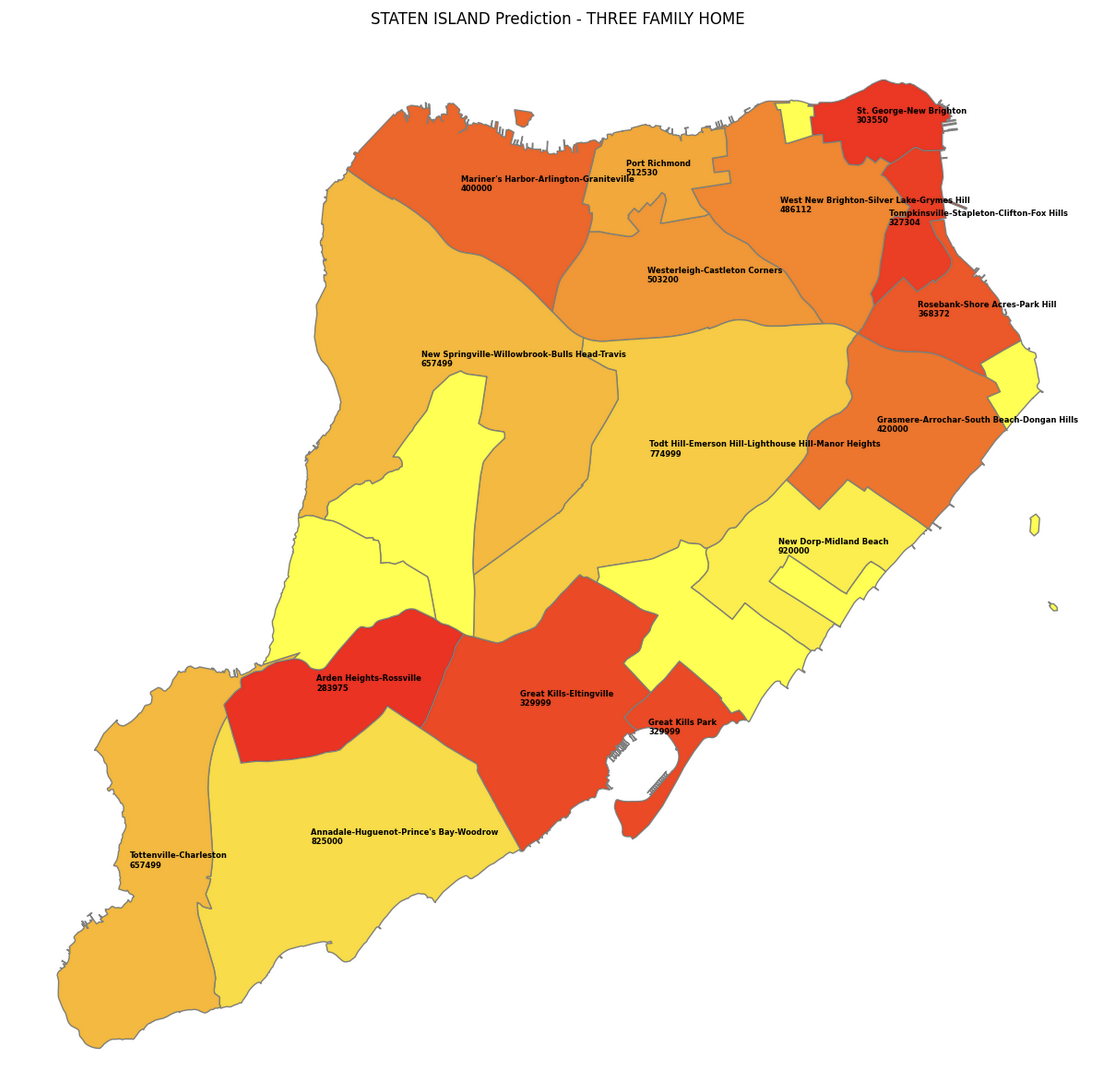 STATEN ISLAND Prediction - THREE FAMILY HOME
St. George-New Brighton
303550
Port Richmond
512530
Mariner's Harbor-Arlington-Graniteville
400000
West New Brighton-Silver Lake-Grymes Hill
486112
Tompkinsville-Stapleton-Clifton-Fox Hills
327304
Westerleigh-Castleton Corners
503200
Rosebank-Shore Acres-Park Hill
368372
New Springville-Willowbrook-Bulls Head-Travis
657499
Grasmere-Arrochar-South Beach-Dongan Hills
420000
Todt Hill-Emerson Hill-Lighthouse Hill-Manor Heights
774999
New Dorp-Midland Beach
920000
Arden Heights-Rossville
283975
Great Kills-Eltingville
329999
Great Kills Park
329999
Annadale-Huguenot-Prince's Bay-Woodrow
825000
Tottenville-Charleston
657499